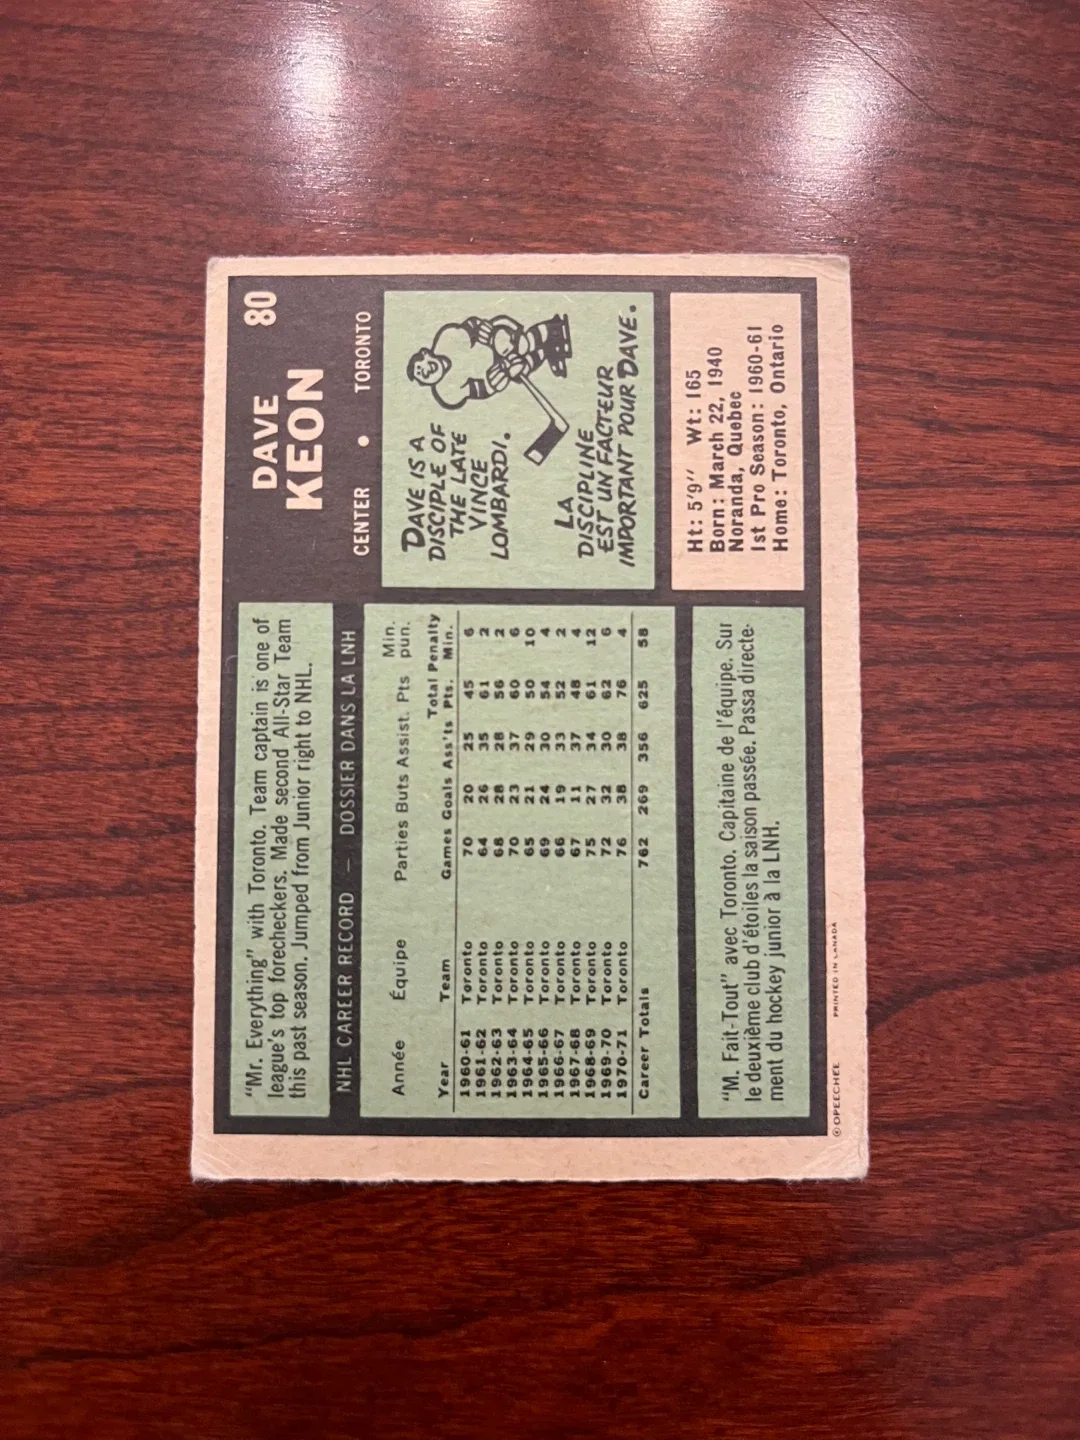 "Mr. Everything" with Toronto. Team captain is one of
league's top forecheckers. Made second All-Star Team
this past season. Jumped from Junior right to NHL.
DAVE 80
KEON
CENTER • TORONTO
NHL CAREER RECORD — DOSSIER DANS LA LNH
Année Équipe Parties Buts Assist. Pts Min. pun.
Year Team Games Goals Ass'ts Total Pts. Penalty Min.
1960-61 Toronto 70 20 25 45 6
1961-62 Toronto 64 26 35 61 2
1962-63 Toronto 68 28 28 56 2
1963-64 Toronto 70 23 37 60 6
1964-65 Toronto 65 21 29 50 10
1965-66 Toronto 69 24 30 54 4
1966-67 Toronto 66 19 33 52 2
1967-68 Toronto 67 11 37 48 4
1968-69 Toronto 75 27 34 61 12
1969-70 Toronto 72 32 30 62 6
1970-71 Toronto 76 38 38 76 4
Career Totals 762 269 356 625 58
DAVE IS A
DISCIPLE OF
THE LATE
VINCE
LOMBARDI.
LA
DISCIPLINE
EST UN FACTEUR
IMPORTANT POUR DAVE.
"M. Fait-Tout" avec Toronto. Capitaine de l'équipe. Sur
le deuxième club d'étoiles la saison passée. Passa directe-
ment du hockey junior à la LNH.
Ht: 5'9" Wt: 165
Born: March 22, 1940
Noranda, Quebec
1st Pro Season: 1960-61
Home: Toronto, Ontario
© OPEECHEE PRINTED IN CANADA